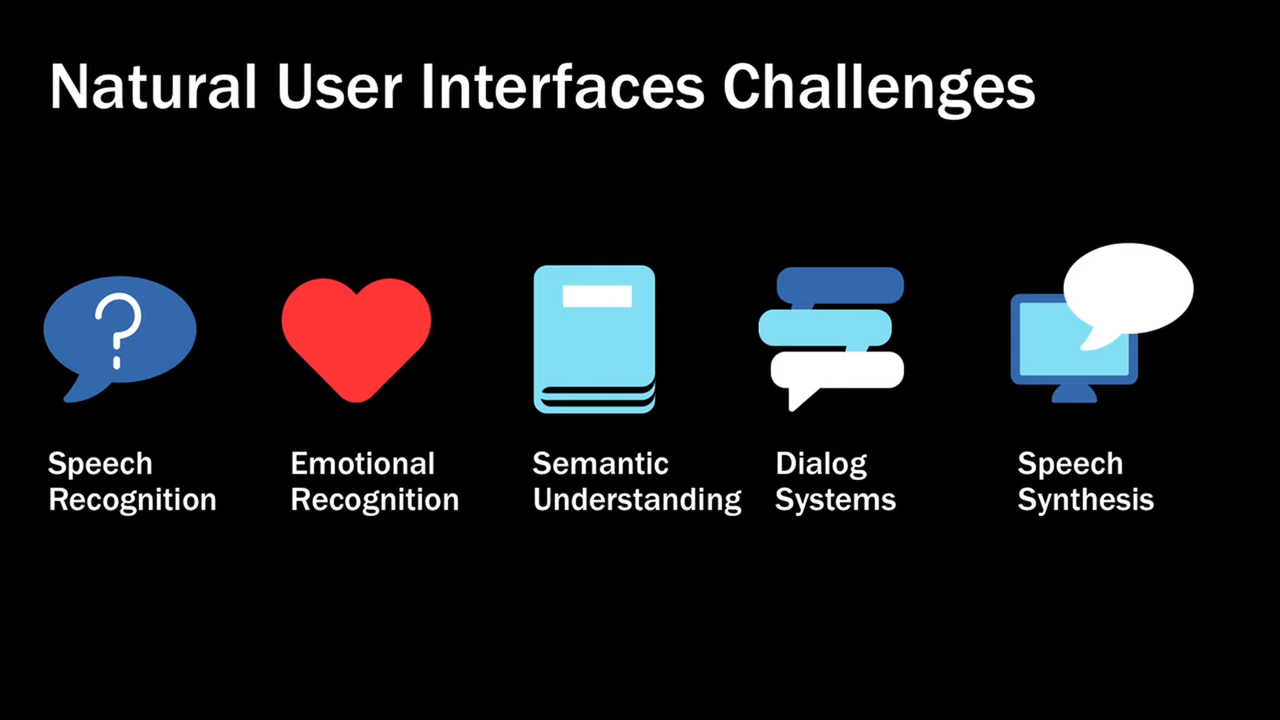 Natural User Interfaces Challenges
?
Speech
Recognition
Emotional
Recognition
Semantic
Understanding
Dialog
Systems
Speech
Synthesis